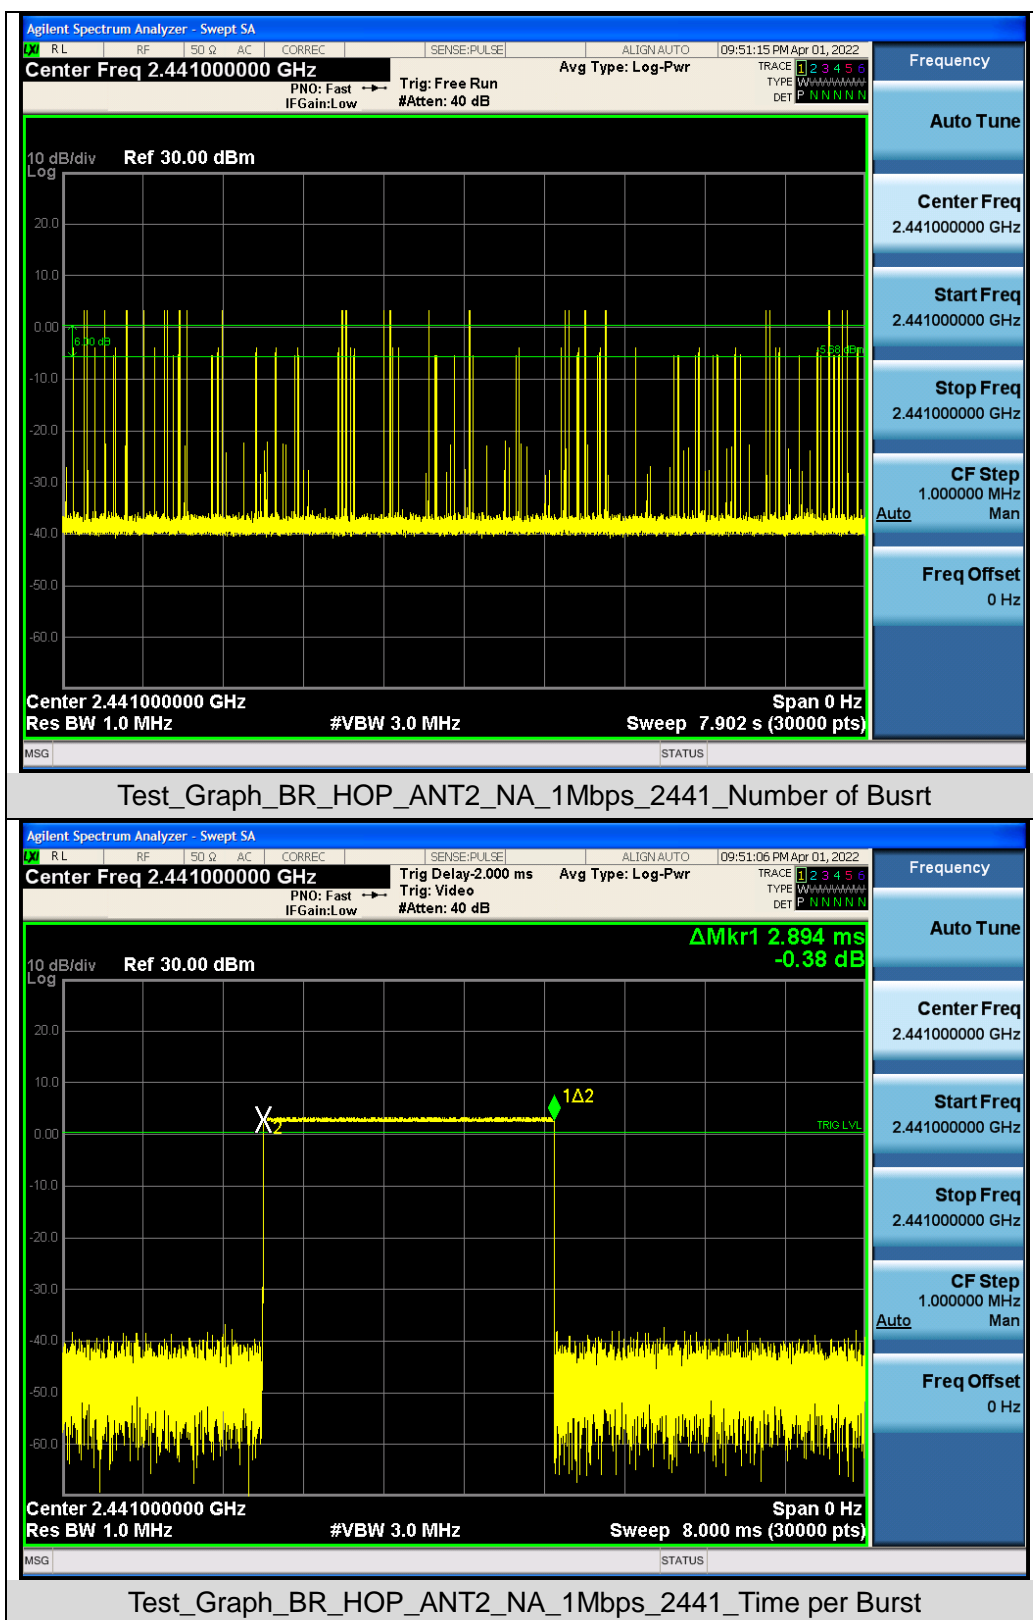 Agilent Spectrum Analyzer - Swept SA
LXI RL RF 50 Ω AC CORREC SENSE:PULSE ALIGN AUTO 09:51:15 PM Apr 01, 2022
Center Freq 2.441000000 GHz
PNO: Fast
IFGain:Low
Trig: Free Run
#Atten: 40 dB
Avg Type: Log-Pwr
TRACE 1 2 3 4 5 6
TYPE WWWWWW
DET P N N N N N
Frequency
Auto Tune
Center Freq
2.441000000 GHz
Start Freq
2.441000000 GHz
Stop Freq
2.441000000 GHz
CF Step
1.000000 MHz
Auto Man
Freq Offset
0 Hz
10 dB/div Ref 30.00 dBm
Log
20.0
10.0
0.00
6.00 dB
-5.68 dBm
-10.0
-20.0
-30.0
-40.0
-50.0
-60.0
Center 2.441000000 GHz Span 0 Hz
Res BW 1.0 MHz #VBW 3.0 MHz Sweep 7.902 s (30000 pts)
MSG STATUS
Test_Graph_BR_HOP_ANT2_NA_1Mbps_2441_Number of Busrt
Agilent Spectrum Analyzer - Swept SA
LXI RL RF 50 Ω AC CORREC SENSE:PULSE ALIGN AUTO 09:51:06 PM Apr 01, 2022
Center Freq 2.441000000 GHz
PNO: Fast
IFGain:Low
Trig Delay-2.000 ms
Trig: Video
#Atten: 40 dB
Avg Type: Log-Pwr
TRACE 1 2 3 4 5 6
TYPE WWWWWW
DET P N N N N N
Frequency
Auto Tune
Center Freq
2.441000000 GHz
Start Freq
2.441000000 GHz
Stop Freq
2.441000000 GHz
CF Step
1.000000 MHz
Auto Man
Freq Offset
0 Hz
ΔMkr1 2.894 ms
-0.38 dB
10 dB/div Ref 30.00 dBm
Log
20.0
10.0
1Δ2
2
TRIG LVL
0.00
-10.0
-20.0
-30.0
-40.0
-50.0
-60.0
Center 2.441000000 GHz Span 0 Hz
Res BW 1.0 MHz #VBW 3.0 MHz Sweep 8.000 ms (30000 pts)
MSG STATUS
Test_Graph_BR_HOP_ANT2_NA_1Mbps_2441_Time per Burst